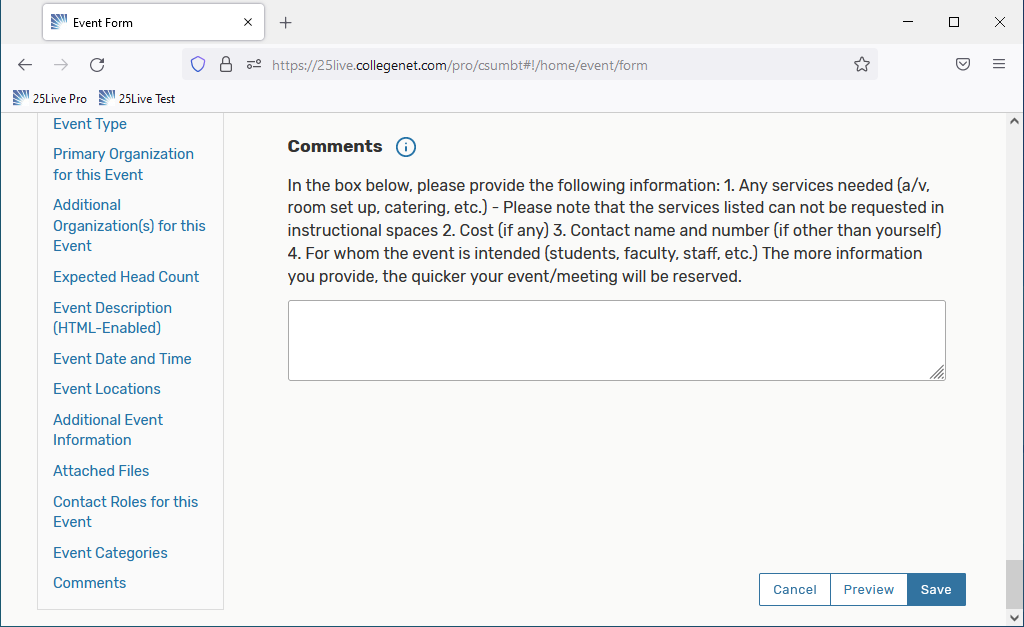 Event Form
https://25live.collegenet.com/pro/csumbt#!/home/event/form
25Live Pro 25Live Test
Event Type
Primary Organization
for this Event
Additional
Organization(s) for this
Event
Expected Head Count
Event Description
(HTML-Enabled)
Event Date and Time
Event Locations
Additional Event
Information
Attached Files
Contact Roles for this
Event
Event Categories
Comments
Comments
In the box below, please provide the following information: 1. Any services needed (a/v,
room set up, catering, etc.) - Please note that the services listed can not be requested in
instructional spaces 2. Cost (if any) 3. Contact name and number (if other than yourself)
4. For whom the event is intended (students, faculty, staff, etc.) The more information
you provide, the quicker your event/meeting will be reserved.
Cancel Preview Save